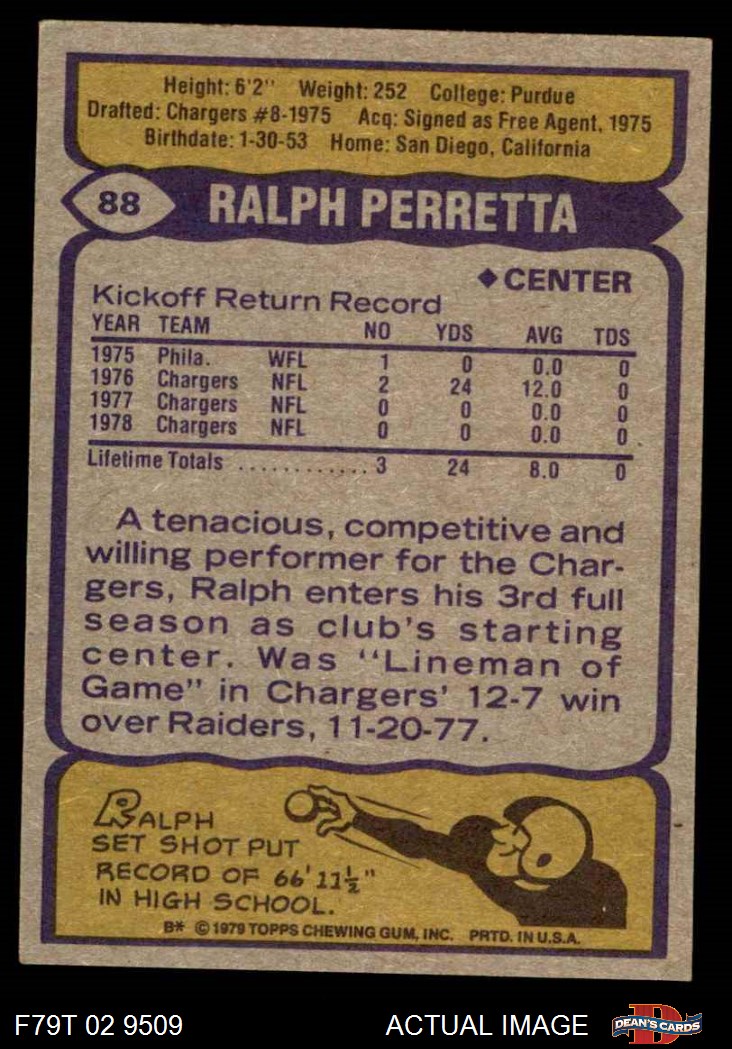 Height: 6'2" Weight: 252 College: Purdue
Drafted: Chargers #8-1975 Acq: Signed as Free Agent, 1975
Birthdate: 1-30-53 Home: San Diego, California
88 RALPH PERRETTA
◆CENTER
Kickoff Return Record
YEAR TEAM NO YDS AVG TDS
1975 Phila. WFL 1 0 0.0 0
1976 Chargers NFL 2 24 12.0 0
1977 Chargers NFL 0 0 0.0 0
1978 Chargers NFL 0 0 0.0 0
Lifetime Totals ............ 3 24 8.0 0
A tenacious, competitive and
willing performer for the Char-
gers, Ralph enters his 3rd full
season as club's starting
center. Was "Lineman of
Game" in Chargers' 12-7 win
over Raiders, 11-20-77.
RALPH
SET SHOT PUT
RECORD OF 66'11½"
IN HIGH SCHOOL.
B* © 1979 TOPPS CHEWING GUM, INC. PRTD. IN U.S.A.
F79T 02 9509 ACTUAL IMAGE D DEAN'S CARDS